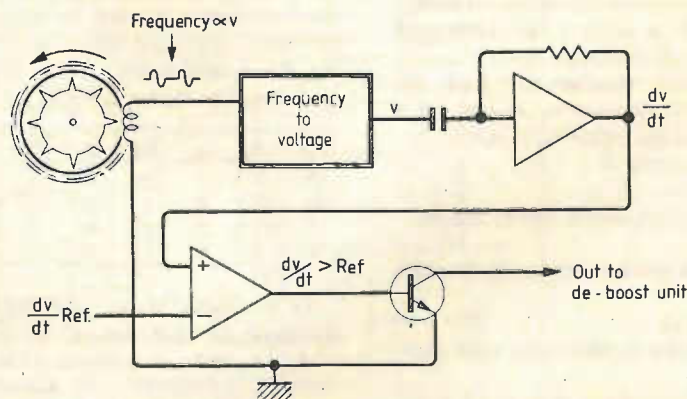 Frequency ∝ v
Frequency
to
voltage
v
dv
dt
+
dv/dt > Ref
dv
dt Ref.
−
Out to
de-boost unit